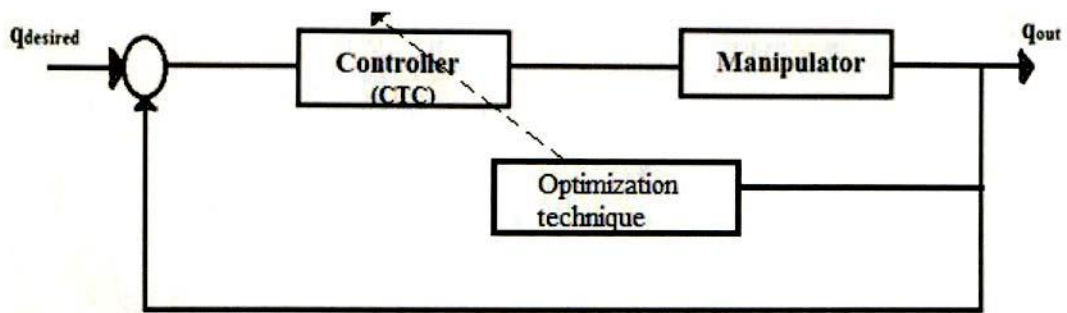 qdesired
qout
Controller
(CTC)
Manipulator
Optimization
technique